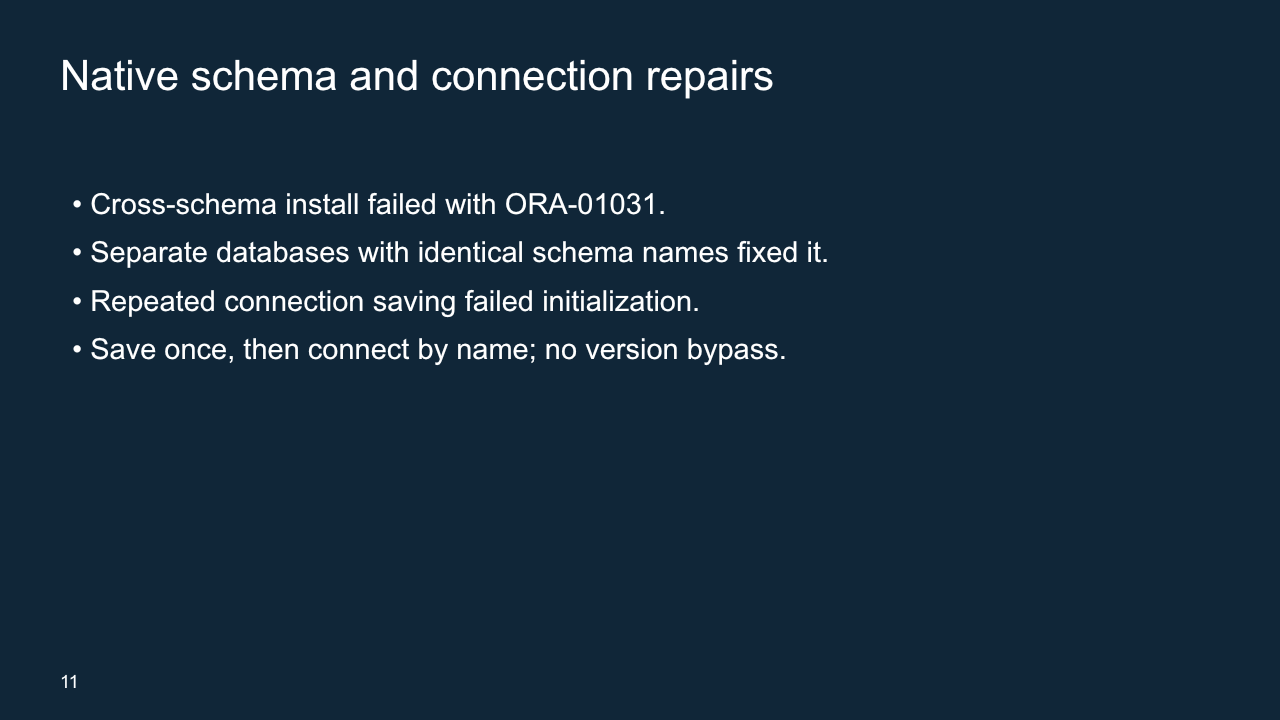 Native schema and connection repairs
• Cross-schema install failed with ORA-01031.
• Separate databases with identical schema names fixed it.
• Repeated connection saving failed initialization.
• Save once, then connect by name; no version bypass.
11